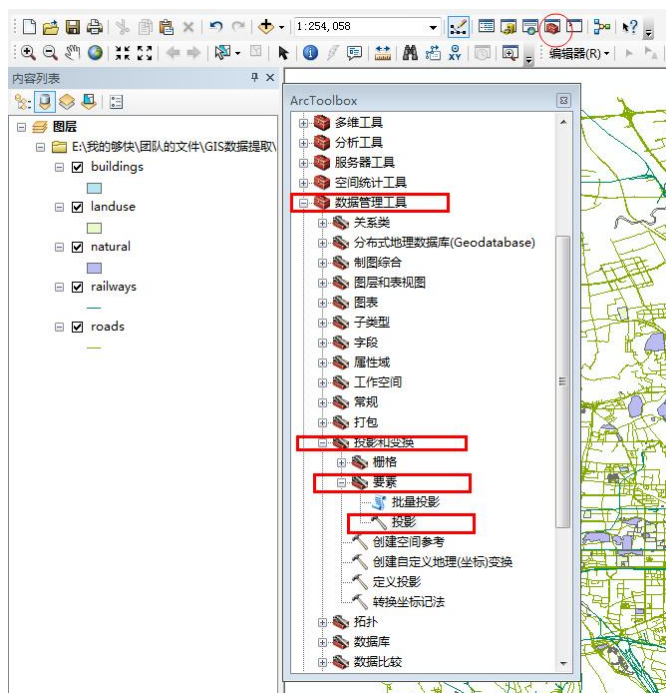 1:254,058
编辑器(R)
内容列表
图层
E:\我的够快\团队的文件\GIS数据提取\
buildings
landuse
natural
railways
roads
ArcToolbox
多维工具
分析工具
服务器工具
空间统计工具
数据管理工具
关系类
分布式地理数据库(Geodatabase)
制图综合
图层和表视图
图表
子类型
字段
属性域
工作空间
常规
打包
投影和变换
栅格
要素
批量投影
投影
创建空间参考
创建自定义地理(坐标)变换
定义投影
转换坐标记法
拓扑
数据库
数据比较